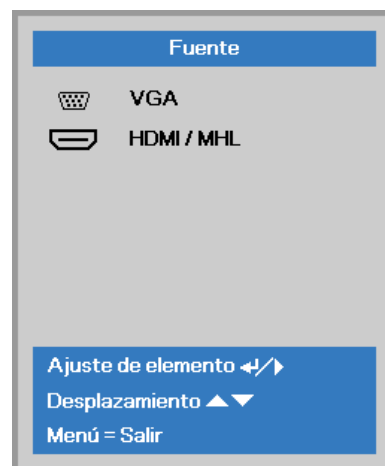 Fuente
VGA
HDMI / MHL
Ajuste de elemento ↵/▶
Desplazamiento ▲▼
Menú = Salir